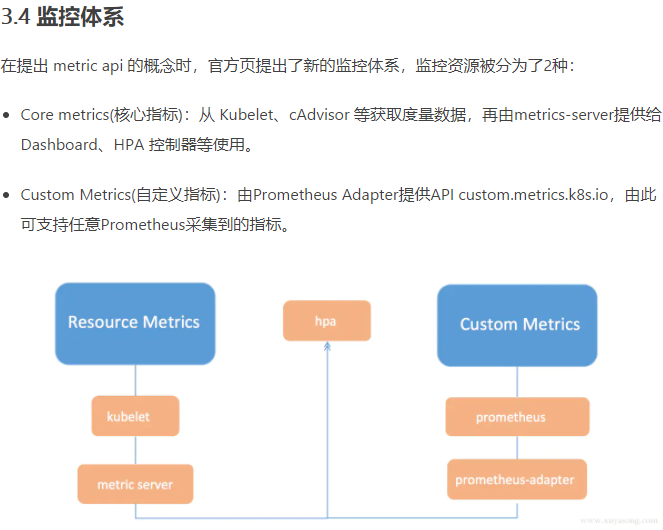 3.4 监控体系
在提出 metric api 的概念时，官方页提出了新的监控体系，监控资源被分为了2种：
Core metrics(核心指标)：从 Kubelet、cAdvisor 等获取度量数据，再由metrics-server提供给
Dashboard、HPA 控制器等使用。
Custom Metrics(自定义指标)：由Prometheus Adapter提供API custom.metrics.k8s.io，由此
可支持任意Prometheus采集到的指标。
Resource Metrics
hpa
Custom Metrics
kubelet
prometheus
metric server
prometheus-adapter
www.xuyasong.com